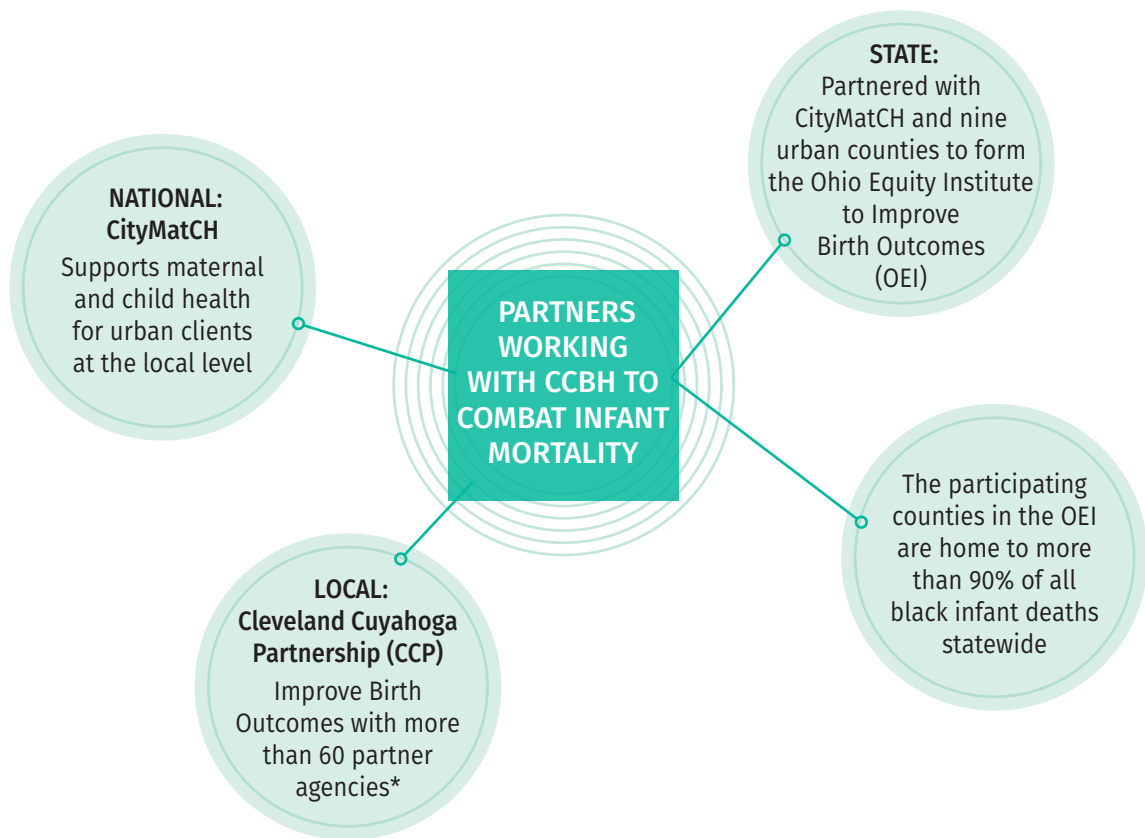 PARTNERS
WORKING
WITH CCBH TO
COMBAT INFANT
MORTALITY
NATIONAL:
CityMatCH
Supports maternal
and child health
for urban clients
at the local level
STATE:
Partnered with
CityMatCH and nine
urban counties to form
the Ohio Equity Institute
to Improve
Birth Outcomes
(OEI)
The participating
counties in the OEI
are home to more
than 90% of all
black infant deaths
statewide
LOCAL:
Cleveland Cuyahoga
Partnership (CCP)
Improve Birth
Outcomes with more
than 60 partner
agencies*